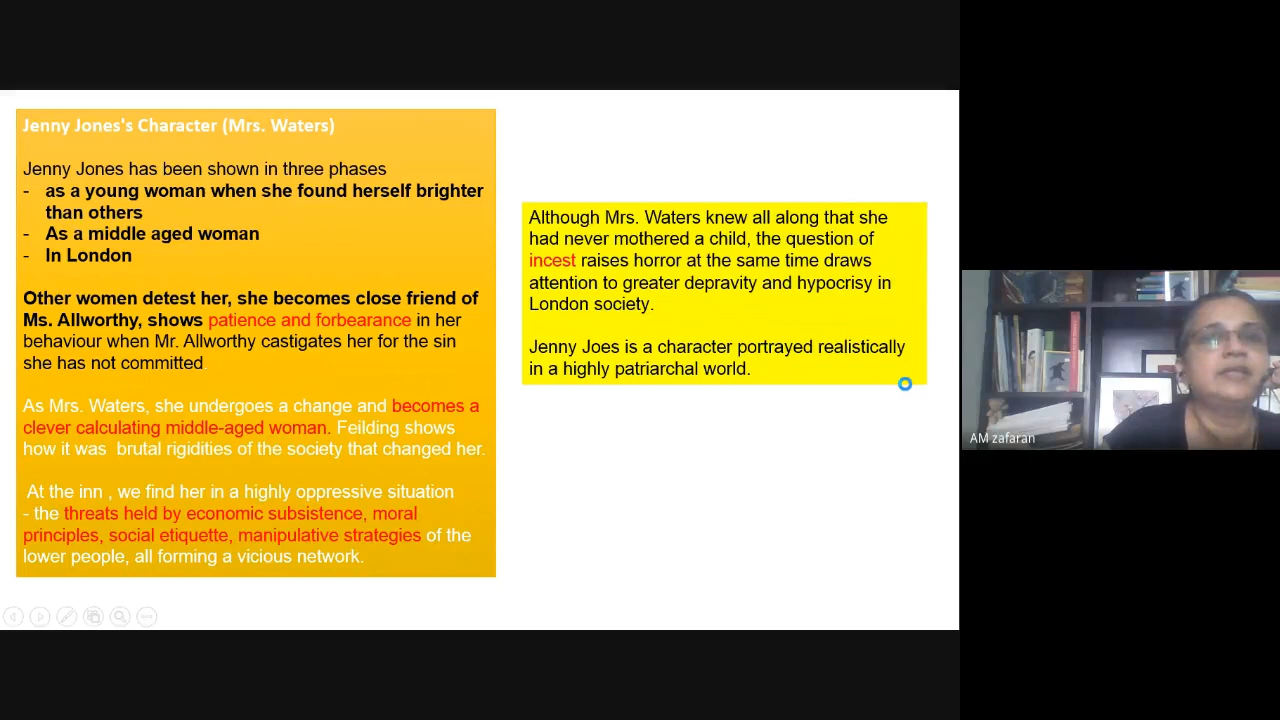 Jenny Jones's Character (Mrs. Waters)
Jenny Jones has been shown in three phases
- as a young woman when she found herself brighter
than others
- As a middle aged woman
- In London
Other women detest her, she becomes close friend of
Ms. Allworthy, shows patience and forbearance in her
behaviour when Mr. Allworthy castigates her for the sin
she has not committed
As Mrs. Waters, she undergoes a change and becomes a
clever calculating middle-aged woman. Feilding shows
how it was brutal rigidities of the society that changed her.
At the inn , we find her in a highly oppressive situation
- the threats held by economic subsistence, moral
principles, social etiquette, manipulative strategies of the
lower people, all forming a vicious network.
Although Mrs. Waters knew all along that she
had never mothered a child, the question of
incest raises horror at the same time draws
attention to greater depravity and hypocrisy in
London society.
Jenny Joes is a character portrayed realistically
in a highly patriarchal world.
AM zafaran